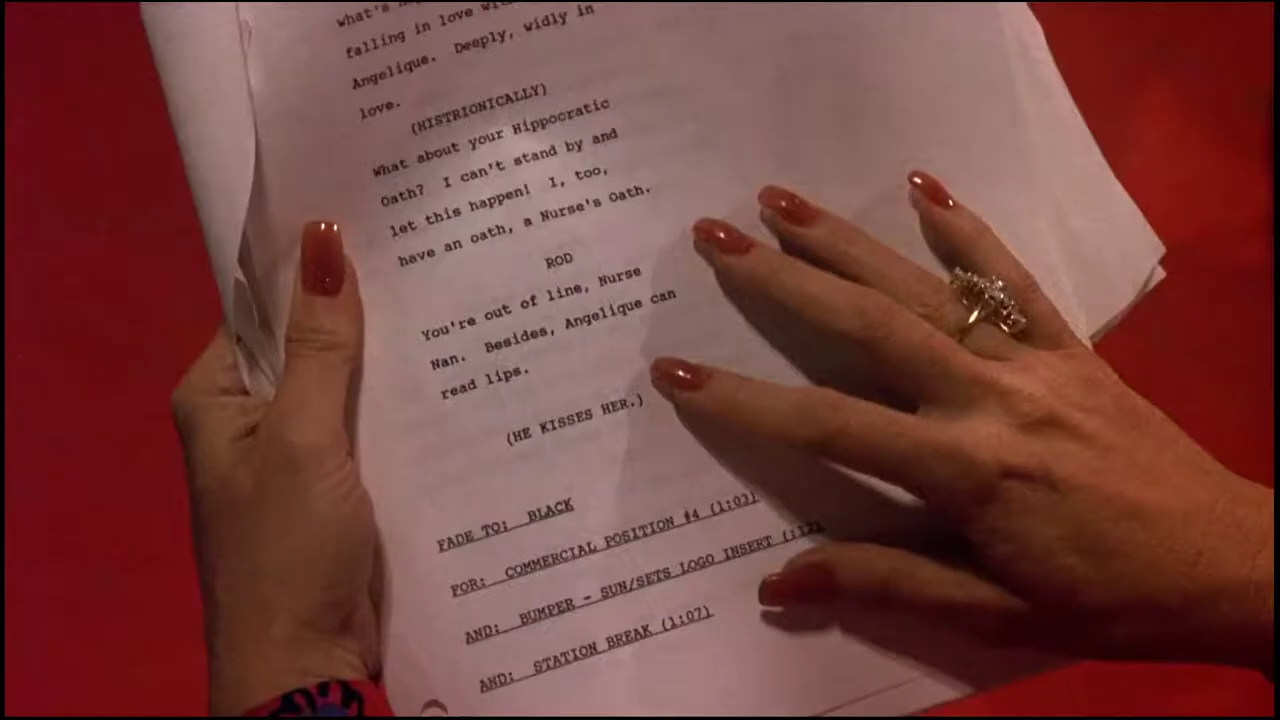 what's
falling in love
Angelique. Deeply, widly in
love.
(HISTRIONICALLY)
What about your Hippocratic
Oath? I can't stand by and
let this happen! I, too,
have an oath, a Nurse's Oath.
ROD
You're out of line, Nurse
Nan. Besides, Angelique can
read lips.
(HE KISSES HER.)
FADE TO: BLACK
FOR: COMMERCIAL POSITION #4 (1:03)
AND: BUMPER - SUN/SETS LOGO INSERT
AND: STATION BREAK (1:07)